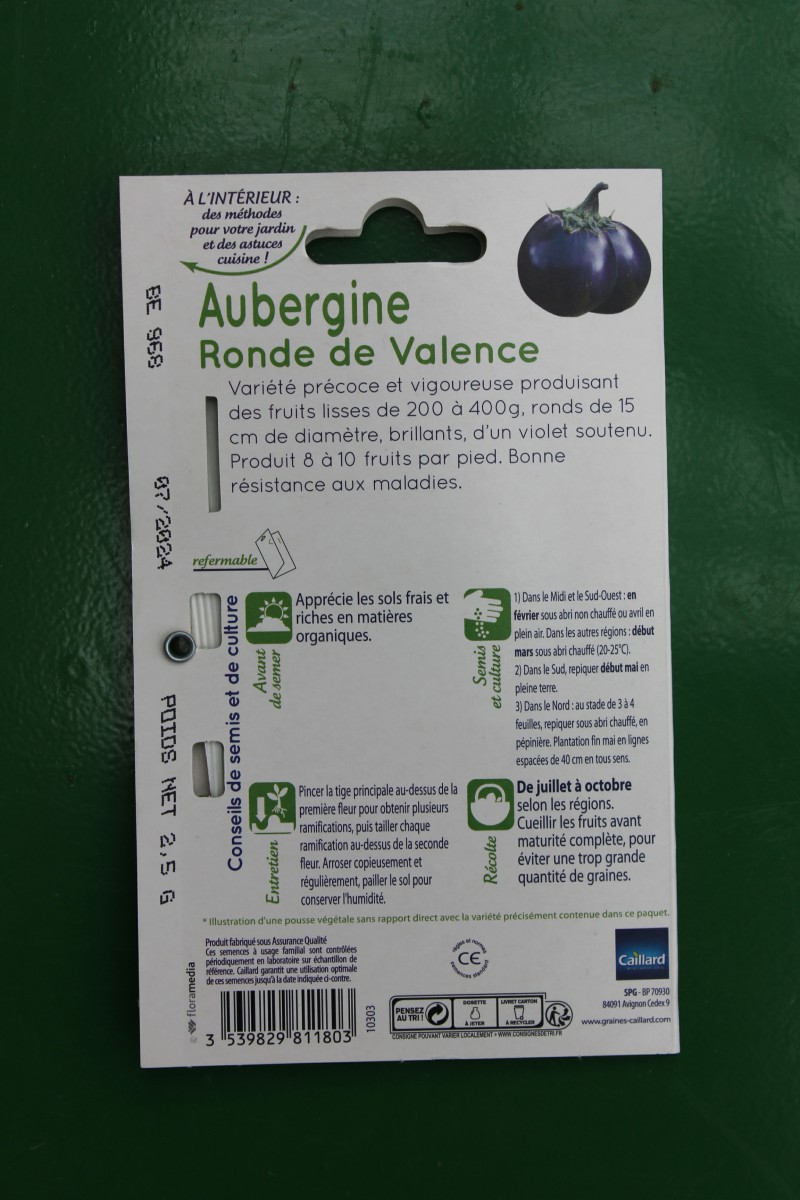 À L'INTÉRIEUR :
des méthodes
pour votre jardin
et des astuces
cuisine !
Aubergine
Ronde de Valence
Variété précoce et vigoureuse produisant
des fruits lisses de 200 à 400g, ronds de 15
cm de diamètre, brillants, d'un violet soutenu.
Produit 8 à 10 fruits par pied. Bonne
résistance aux maladies.
BE 968
07/2024
POIDS NET 2,5 G
refermable
Conseils de semis et de culture
Avant
de semer
Apprécie les sols frais et
riches en matières
organiques.
Semis
et culture
1) Dans le Midi et le Sud-Ouest : en
février sous abri non chauffé ou avril en
plein air. Dans les autres régions : début
mars sous abri chauffé (20-25°C).
2) Dans le Sud, repiquer début mai en
pleine terre.
3) Dans le Nord : au stade de 3 à 4
feuilles, repiquer sous abri chauffé, en
pépinière. Plantation fin mai en lignes
espacées de 40 cm en tous sens.
Entretien
Pincer la tige principale au-dessus de la
première fleur pour obtenir plusieurs
ramifications, puis tailler chaque
ramification au-dessus de la seconde
fleur. Arroser copieusement et
régulièrement, pailler le sol pour
conserver l'humidité.
Récolte
De juillet à octobre
selon les régions.
Cueillir les fruits avant
maturité complète, pour
éviter une trop grande
quantité de graines.
* Illustration d'une pousse végétale sans rapport direct avec la variété précisément contenue dans ce paquet.
Produit fabriqué sous Assurance Qualité
Ces semences à usage familial sont contrôlées
périodiquement en laboratoire sur échantillon de
référence. Caillard garantit une utilisation optimale
de ces semences jusqu'à la date indiquée ci-contre.
floramedia
3 539829 811803
10303
règles et normes
CE
semences standard
PENSEZ
AU TRI !
DOSETTE
À JETER
LIVRET CARTON
À RECYCLER
CONSIGNE POUVANT VARIER LOCALEMENT > WWW.CONSIGNESDETRI.FR
Caillard
SPG - BP 70930
84091 Avignon Cedex 9
www.graines-caillard.com